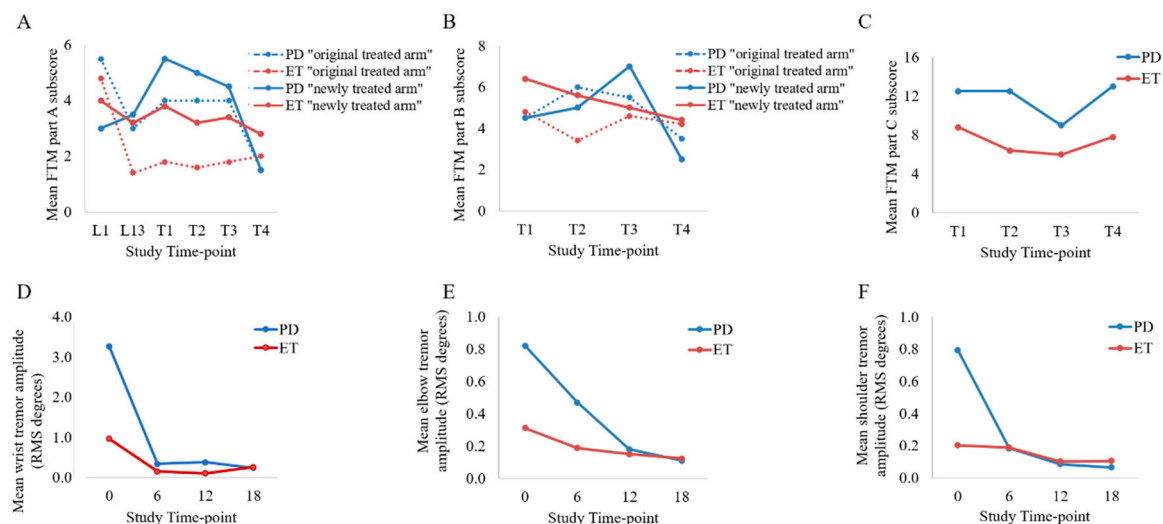 A
Mean FTM part A subscore
6
4
2
0
L1 L13 T1 T2 T3 T4
Study Time-point
PD "original treated arm"
ET "original treated arm"
PD "newly treated arm"
ET "newly treated arm"
B
Mean FTM part B subscore
8
6
4
2
0
T1 T2 T3 T4
Study Time-point
PD "original treated arm"
ET "original treated arm"
PD "newly treated arm"
ET "newly treated arm"
C
Mean FTM part C subscore
16
12
8
4
0
T1 T2 T3 T4
Study Time-point
PD
ET
D
Mean wrist tremor amplitude
(RMS degrees)
4.0
3.0
2.0
1.0
0.0
0 6 12 18
Study Time-point
PD
ET
E
Mean elbow tremor
amplitude (RMS degrees)
1.0
0.8
0.6
0.4
0.2
0.0
0 6 12 18
Study Time-point
PD
ET
F
Mean shoulder tremor
amplitude (RMS degrees)
1.0
0.8
0.6
0.4
0.2
0.0
0 6 12 18
Study Time-point
PD
ET